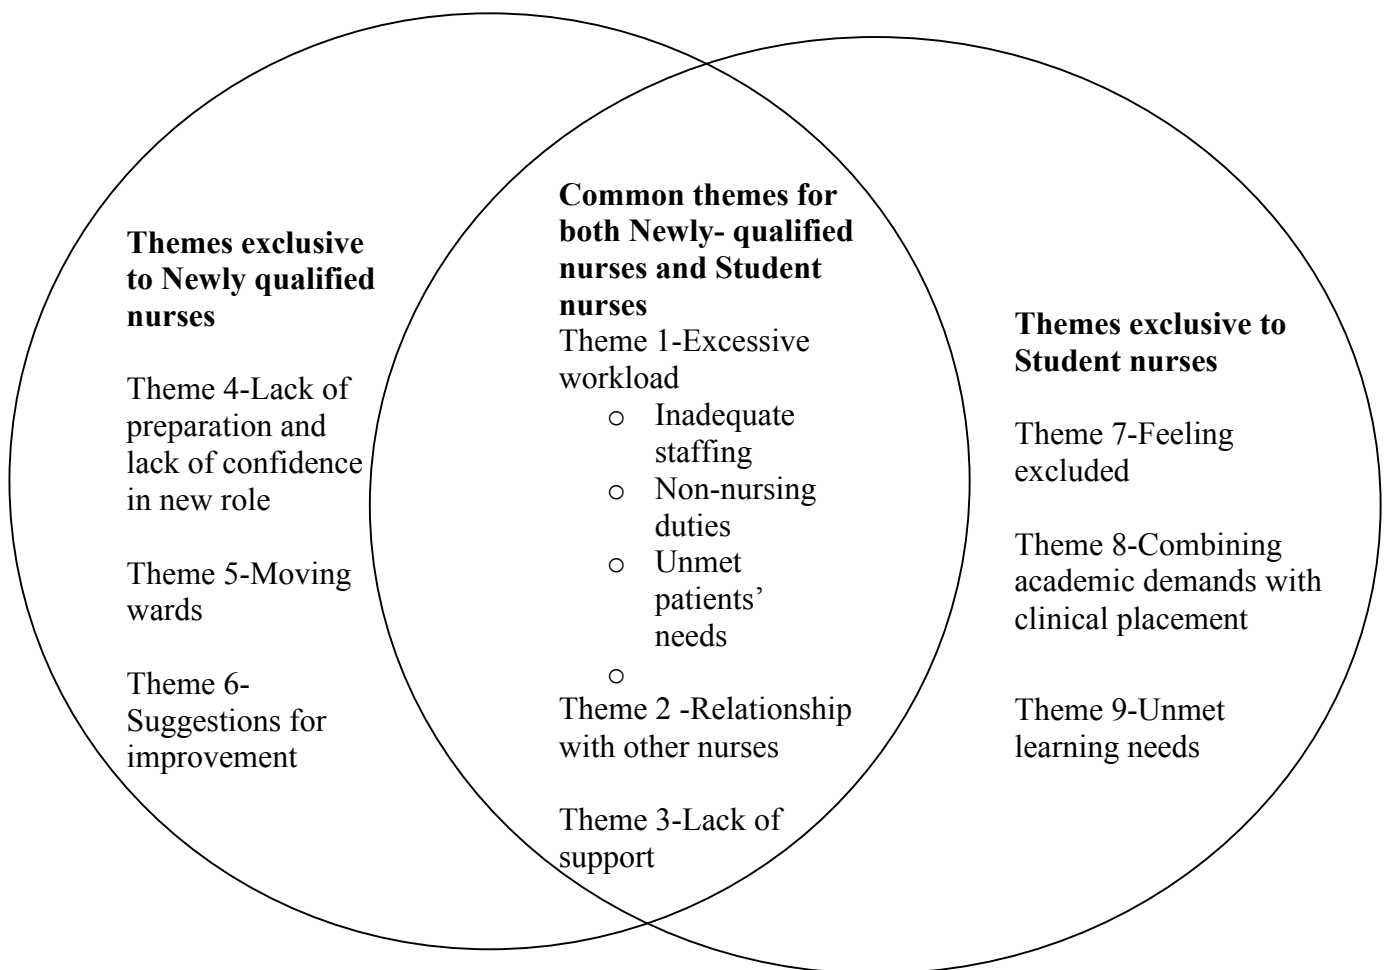 Themes exclusive
to Newly qualified
nurses
Theme 4-Lack of
preparation and
lack of confidence
in new role
Theme 5-Moving
wards
Theme 6-
Suggestions for
improvement
Common themes for
both Newly- qualified
nurses and Student
nurses
Theme 1-Excessive
workload
o Inadequate
staffing
o Non-nursing
duties
o Unmet
patients’
needs
o
Theme 2 -Relationship
with other nurses
Theme 3-Lack of
support
Themes exclusive to
Student nurses
Theme 7-Feeling
excluded
Theme 8-Combining
academic demands with
clinical placement
Theme 9-Unmet
learning needs